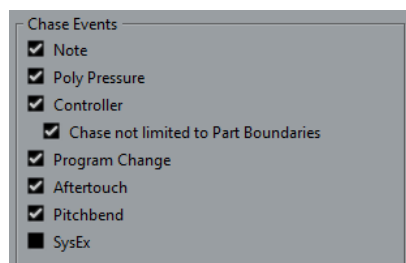 Chase Events
Note
Poly Pressure
Controller
Chase not limited to Part Boundaries
Program Change
Aftertouch
Pitchbend
SysEx